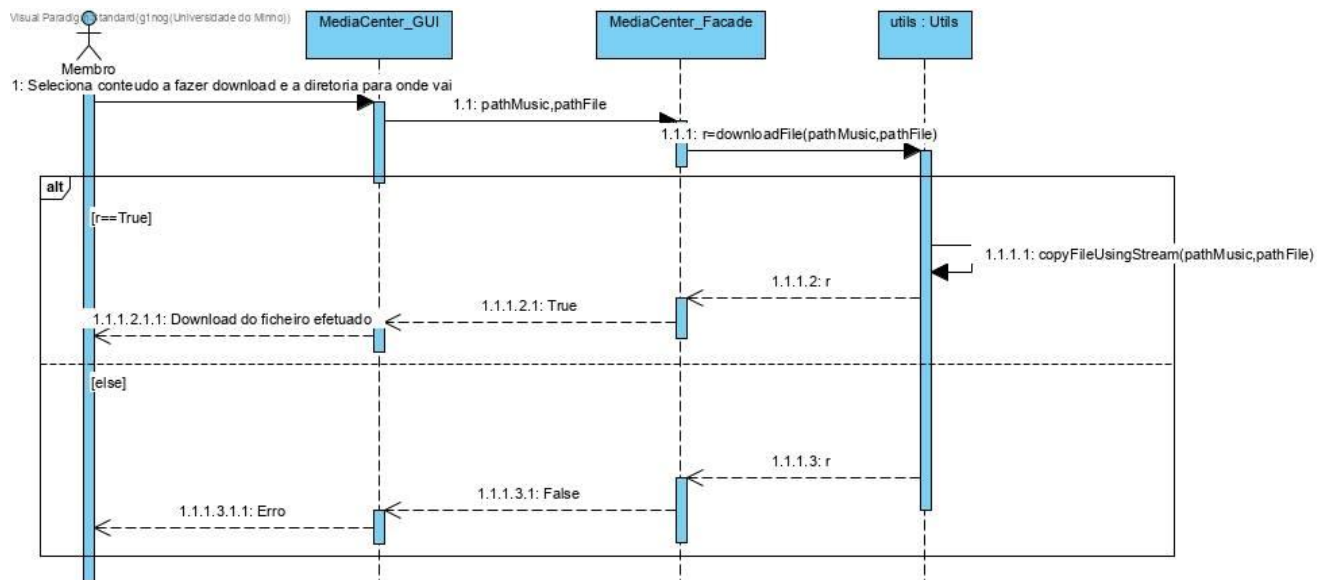 Visual Paradigm Standard(g1nog(Universidade do Minho))
MediaCenter_GUI
MediaCenter_Facade
utils : Utils
Membro
1: Seleciona conteudo a fazer download e a diretoria para onde vai
1.1: pathMusic,pathFile
1.1.1: r=downloadFile(pathMusic,pathFile)
alt
[r==True]
1.1.1.1: copyFileUsingStream(pathMusic,pathFile)
1.1.1.2: r
1.1.1.2.1: True
1.1.1.2.1.1: Download do ficheiro efetuado
[else]
1.1.1.3: r
1.1.1.3.1: False
1.1.1.3.1.1: Erro